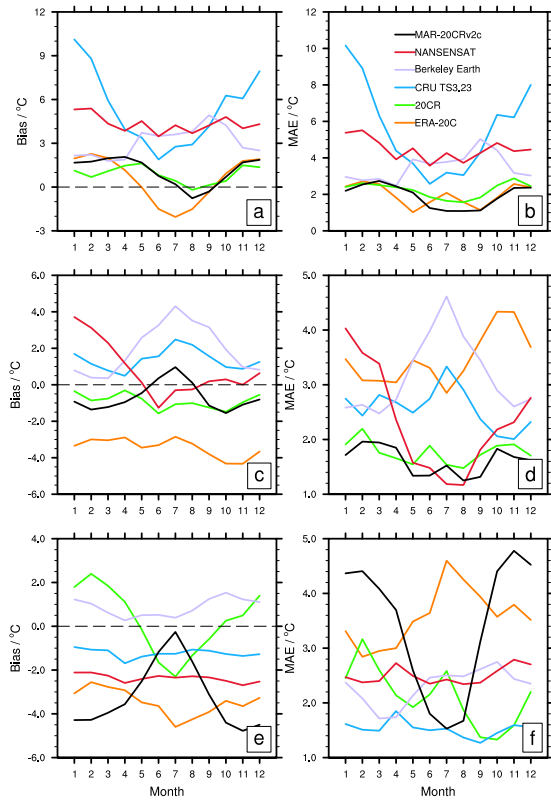 12
9
6
3
0
-3
Bias / °C
1 2 3 4 5 6 7 8 9 10 11 12
a
12
10
8
6
4
2
0
MAE / °C
MAR-20CRv2c
NANSENSAT
Berkeley Earth
CRU TS3.23
20CR
ERA-20C
1 2 3 4 5 6 7 8 9 10 11 12
b
6.0
4.0
2.0
0.0
-2.0
-4.0
-6.0
Bias / °C
1 2 3 4 5 6 7 8 9 10 11 12
c
5.0
4.0
3.0
2.0
1.0
MAE / °C
1 2 3 4 5 6 7 8 9 10 11 12
d
4.0
2.0
0.0
-2.0
-4.0
-6.0
Bias / °C
1 2 3 4 5 6 7 8 9 10 11 12
Month
e
6.0
5.0
4.0
3.0
2.0
1.0
MAE / °C
1 2 3 4 5 6 7 8 9 10 11 12
Month
f